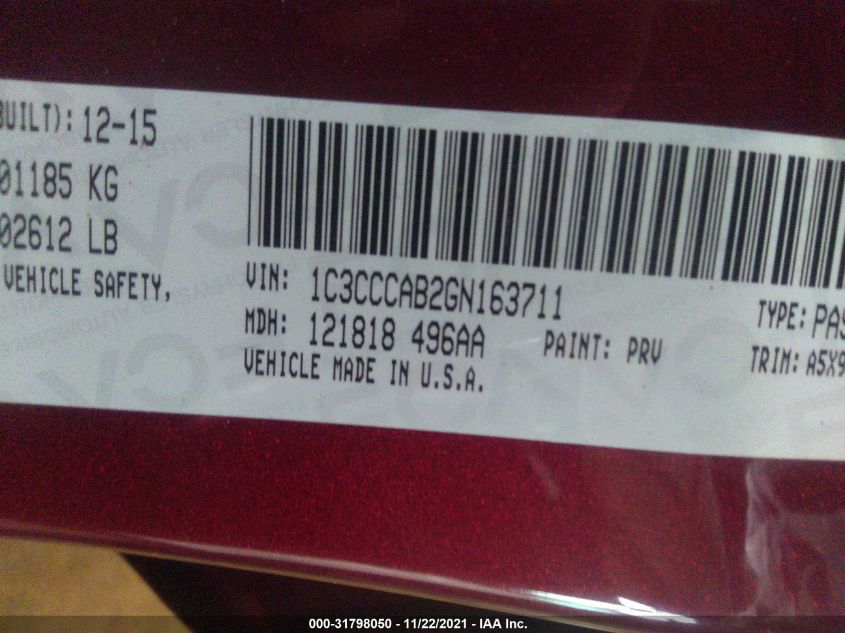 BUILT): 12-15
01185 KG
02612 LB
VEHICLE SAFETY,
VIN: 1C3CCCAB2GN163711
MDH: 121818 496AA
PAINT: PRV
VEHICLE MADE IN U.S.A.
TYPE: PAS
TRIM: A5X9
000-31798050 - 11/22/2021 - IAA Inc.